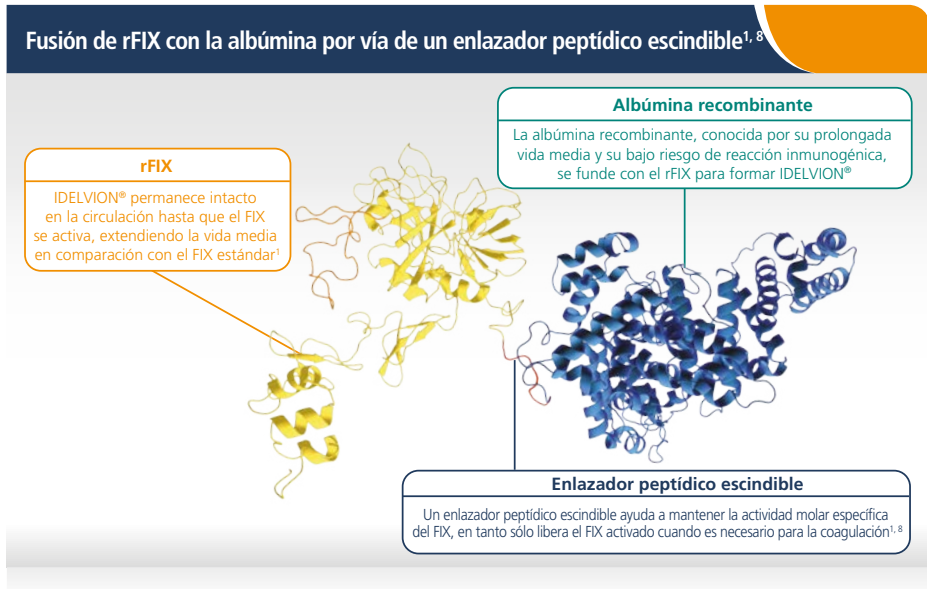 Fusión de rFIX con la albúmina por vía de un enlazador peptídico escindible1, 8
Albúmina recombinante
La albúmina recombinante, conocida por su prolongada
vida media y su bajo riesgo de reacción inmunogénica,
se funde con el rFIX para formar IDELVION®
rFIX
IDELVION® permanece intacto
en la circulación hasta que el FIX
se activa, extendiendo la vida media
en comparación con el FIX estándar1
Enlazador peptídico escindible
Un enlazador peptídico escindible ayuda a mantener la actividad molar específica
del FIX, en tanto sólo libera el FIX activado cuando es necesario para la coagulación1, 8